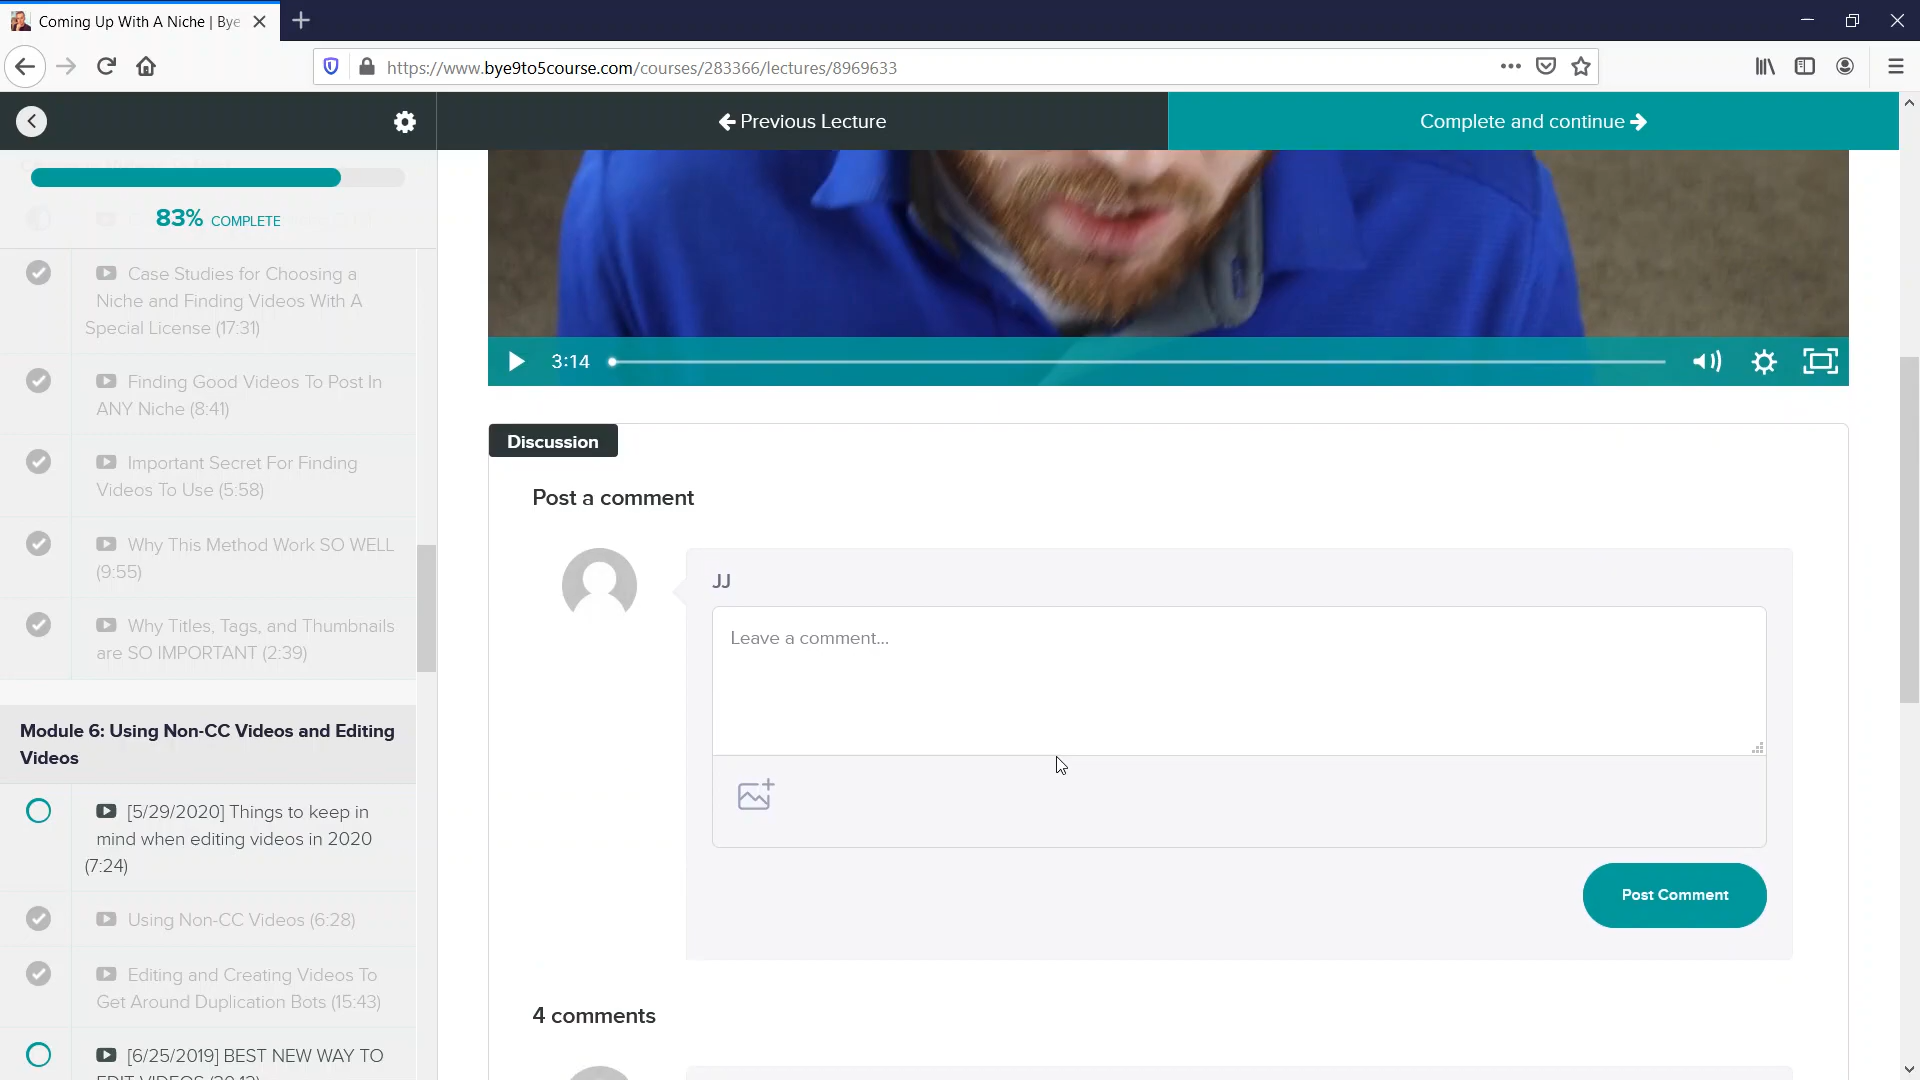 Coming Up With A Niche | Bye
https://www.bye9to5course.com/courses/283366/lectures/8969633
Previous Lecture
Complete and continue
83% COMPLETE
Case Studies for Choosing a
Niche and Finding Videos With A
Special License (17:31)
Finding Good Videos To Post In
ANY Niche (8:41)
Important Secret For Finding
Videos To Use (5:58)
Why This Method Work SO WELL
(9:55)
Why Titles, Tags, and Thumbnails
are SO IMPORTANT (2:39)
Module 6: Using Non-CC Videos and Editing
Videos
[5/29/2020] Things to keep in
mind when editing videos in 2020
(7:24)
Using Non-CC Videos (6:28)
Editing and Creating Videos To
Get Around Duplication Bots (15:43)
[6/25/2019] BEST NEW WAY TO
3:14
Discussion
Post a comment
JJ
Leave a comment...
Post Comment
4 comments